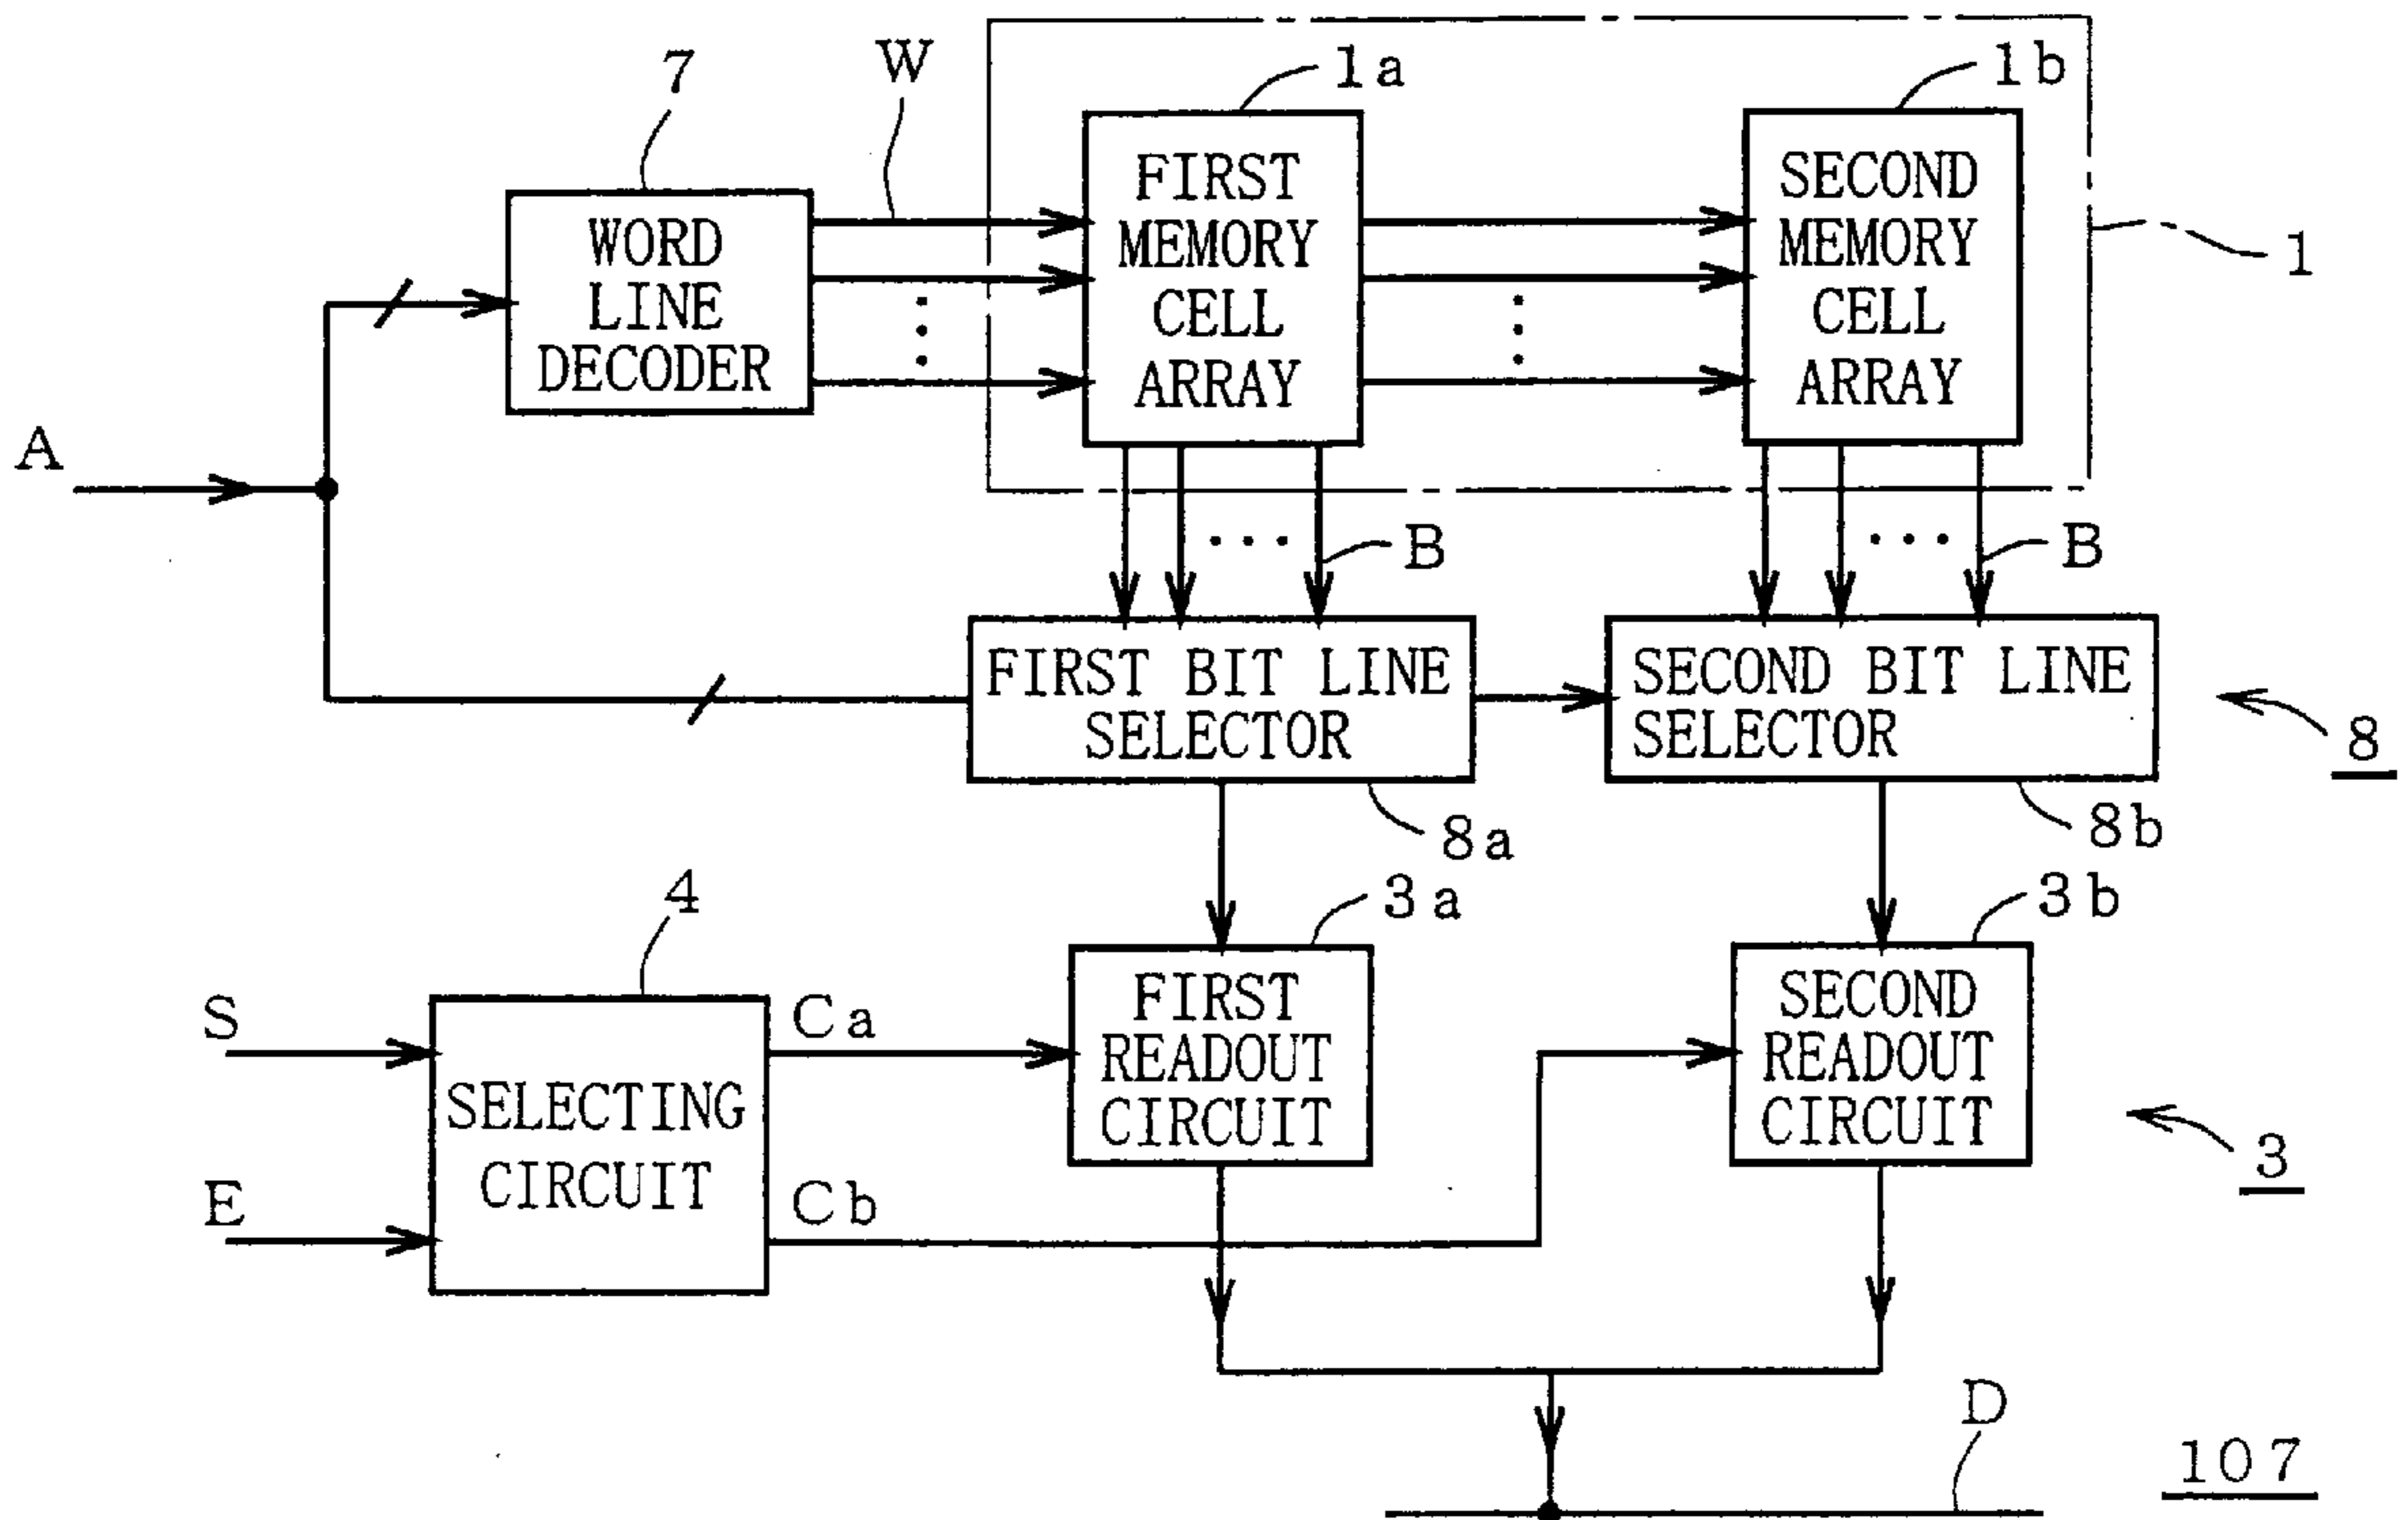 W
1a
1b
7
FIRST
MEMORY
CELL
ARRAY
SECOND
MEMORY
CELL
ARRAY
WORD
LINE
DECODER
1
A
B
B
FIRST BIT LINE
SELECTOR
SECOND BIT LINE
SELECTOR
8
8a
8b
4
3a
3b
S
E
SELECTING
CIRCUIT
Ca
Cb
FIRST
READOUT
CIRCUIT
SECOND
READOUT
CIRCUIT
3
D
107